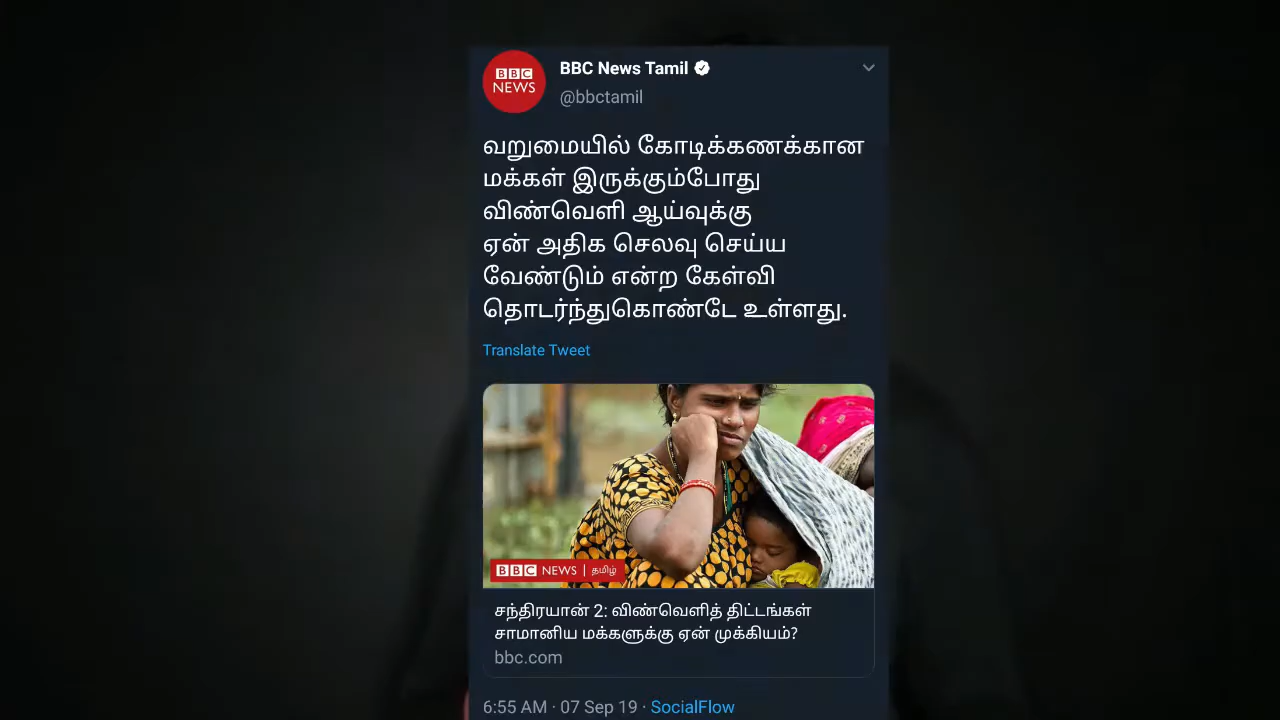 BBC
NEWS
BBC News Tamil
@bbctamil
வறுமையில் கோடிக்கணக்கான
மக்கள் இருக்கும்போது
விண்வெளி ஆய்வுக்கு
ஏன் அதிக செலவு செய்ய
வேண்டும் என்ற கேள்வி
தொடர்ந்துகொண்டே உள்ளது.
Translate Tweet
BBC NEWS | தமிழ்
சந்திரயான் 2: விண்வெளித் திட்டங்கள்
சாமானிய மக்களுக்கு ஏன் முக்கியம்?
bbc.com
6:55 AM · 07 Sep 19 · SocialFlow